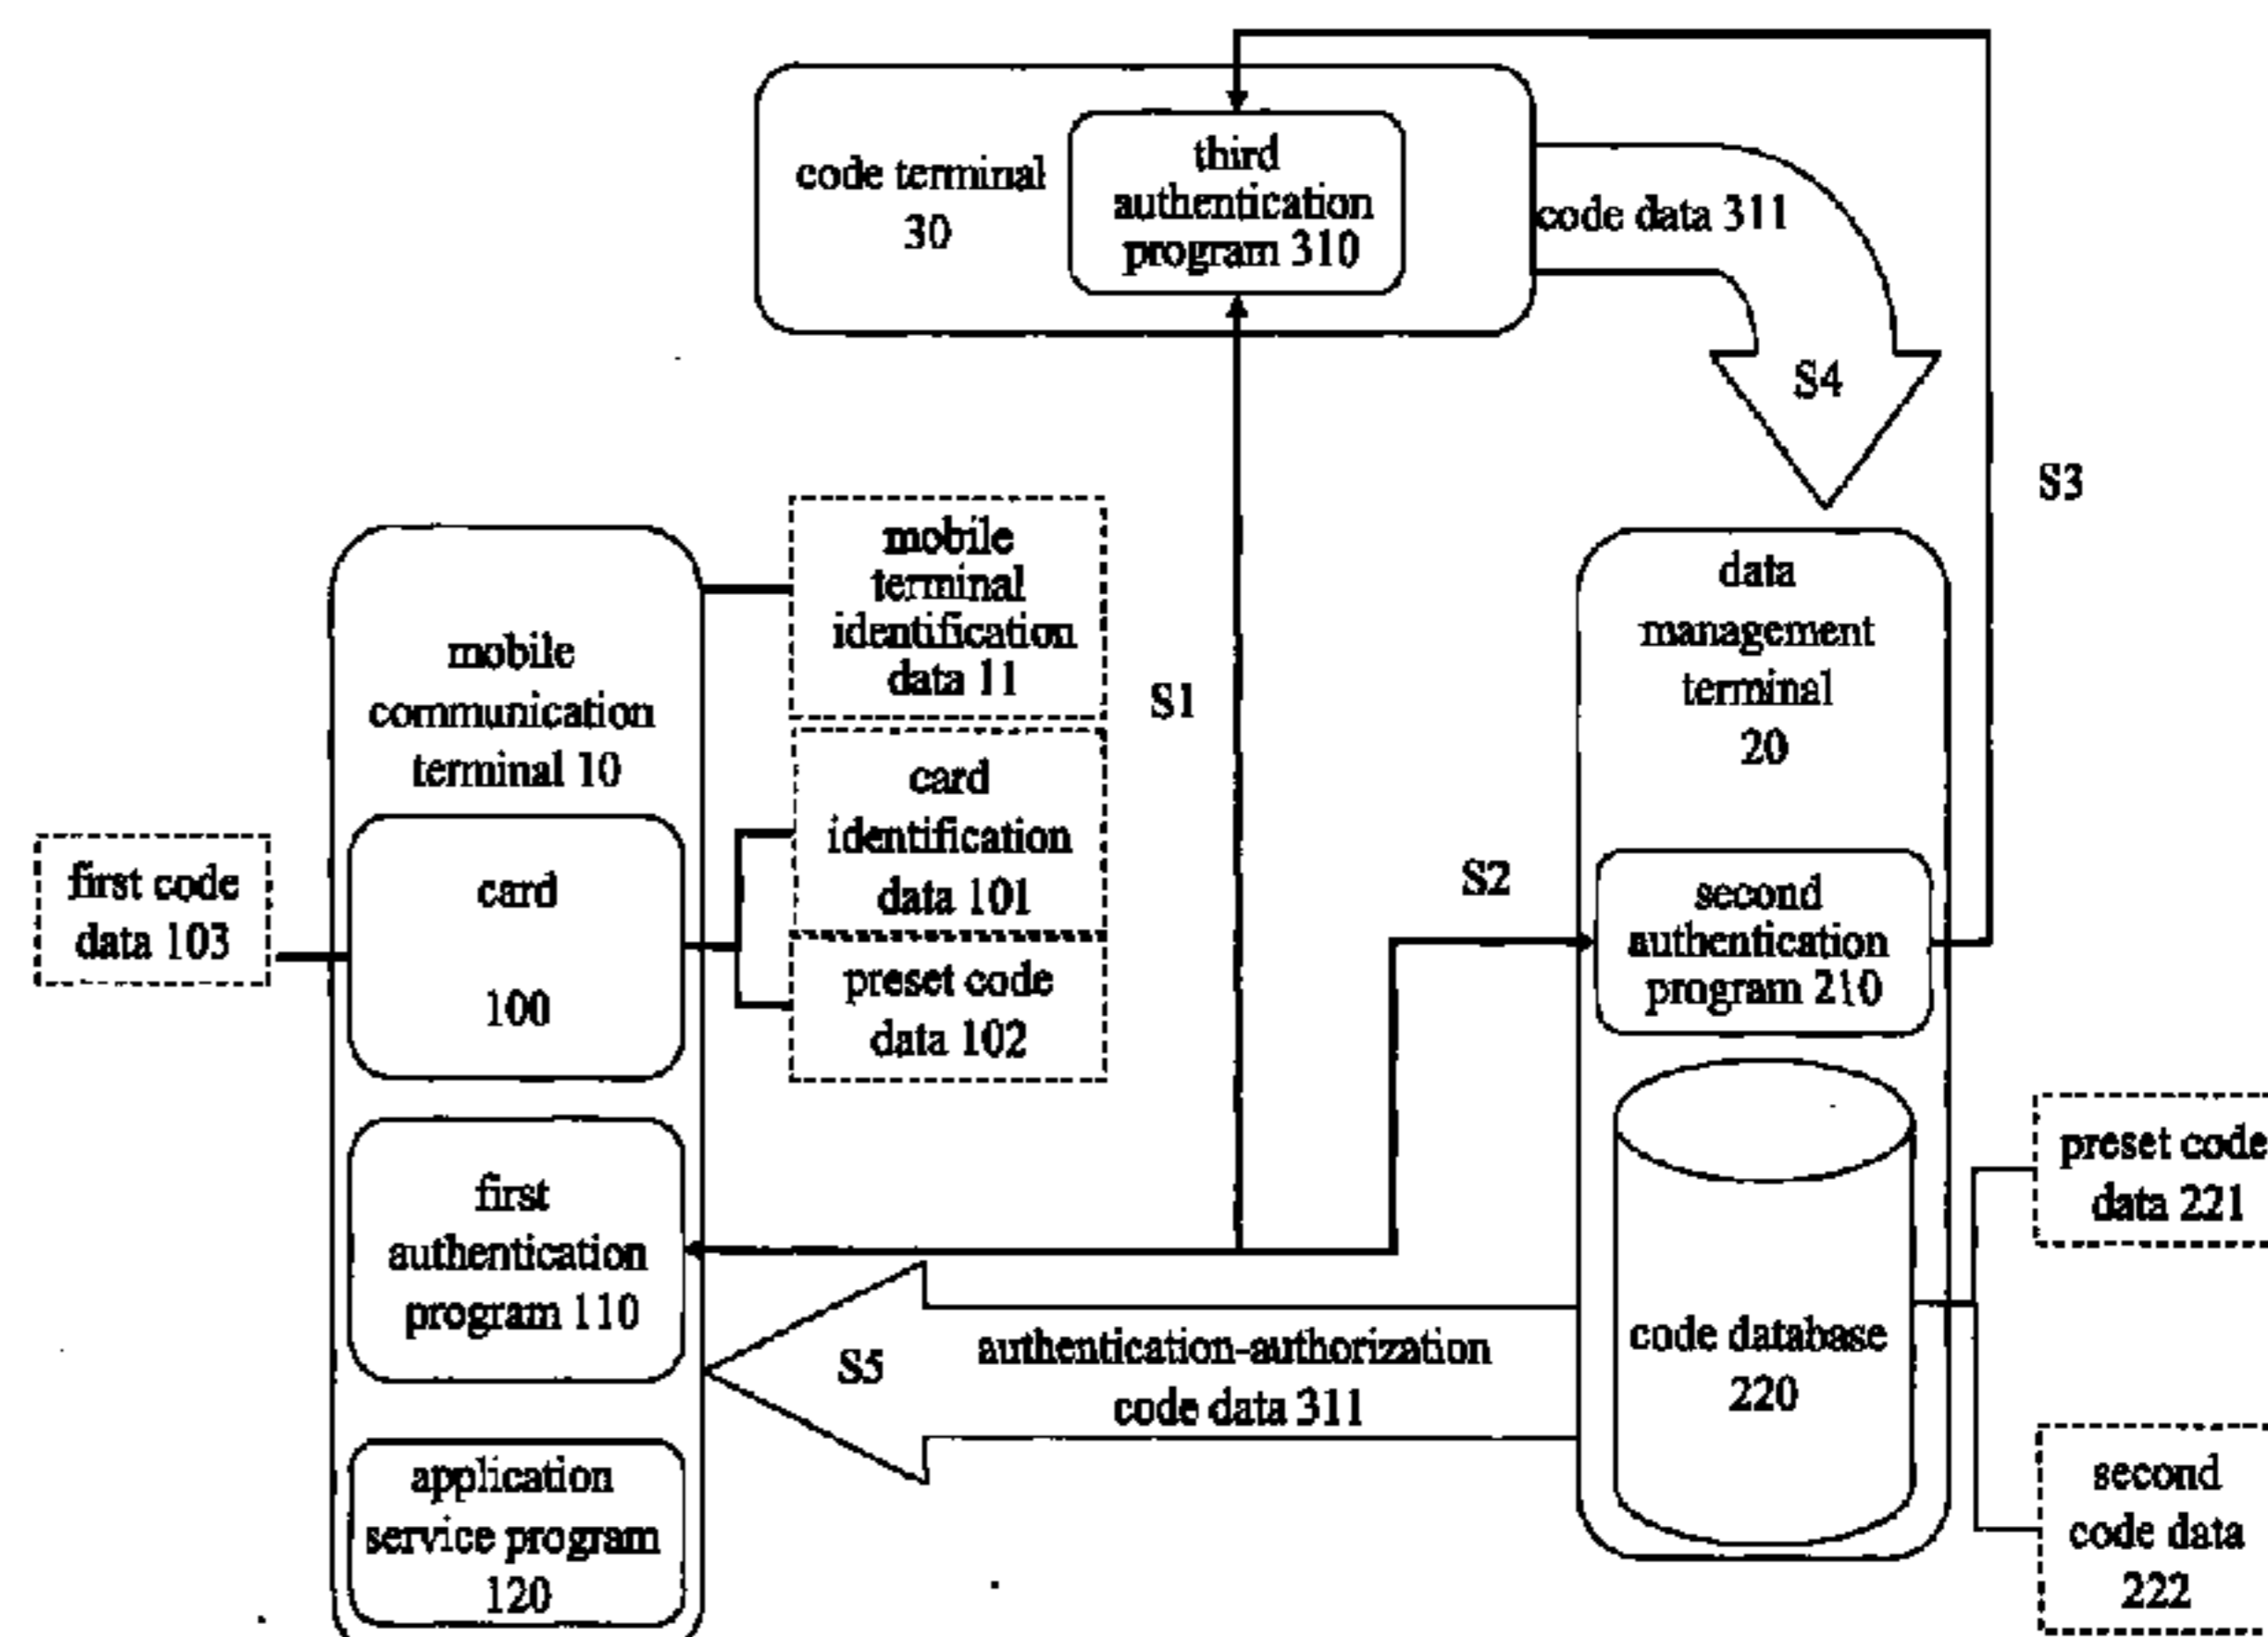 code terminal
30
third
authentication
program 310
code data 311
S4
S3
mobile
terminal
identification
data 11
S1
data
management
terminal
20
mobile
communication
terminal 10
card
identification
data 101
first code
data 103
card
100
preset code
data 102
S2
second
authentication
program 210
preset code
data 221
first
authentication
program 110
S5
authentication-authorization
code data 311
code database
220
application
service program
120
second
code data
222